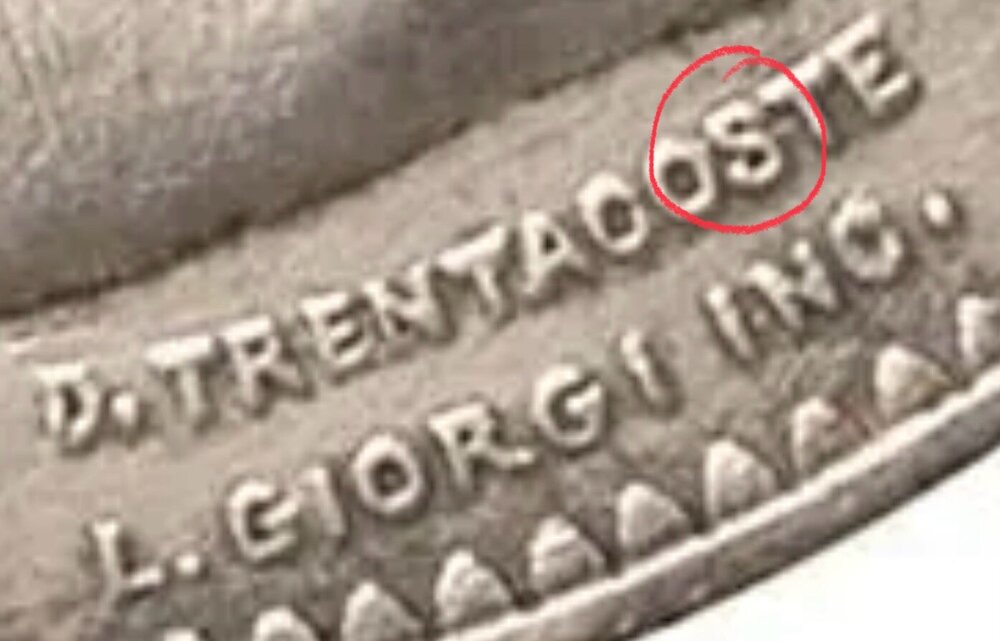 D. TRENTACOSTE
L. GIORGI INC.